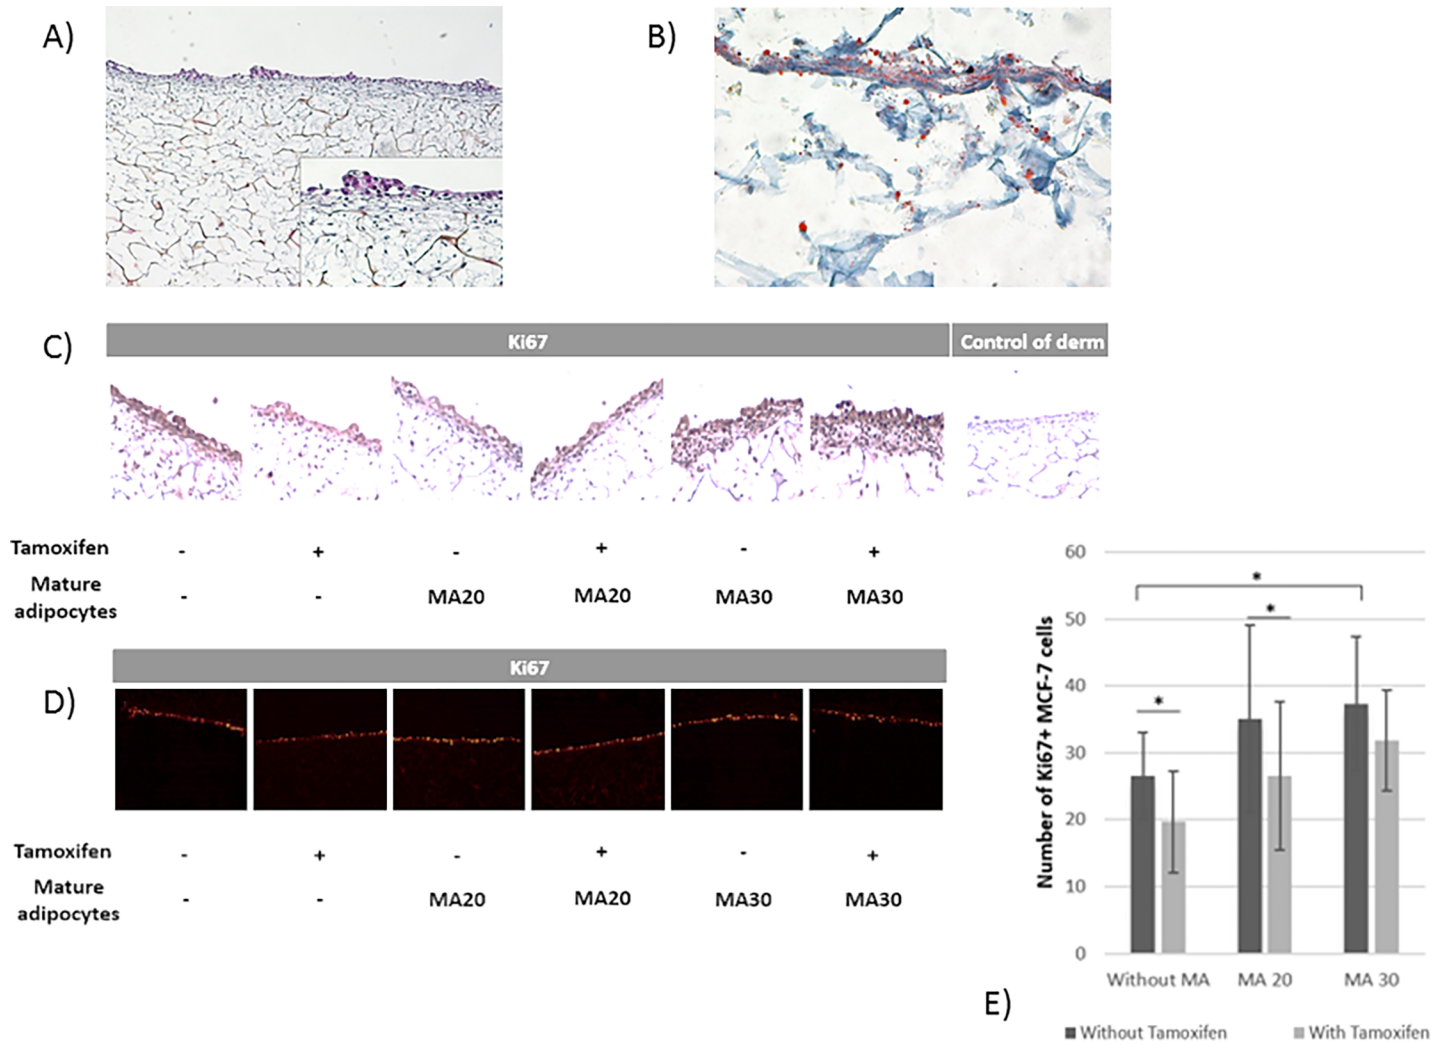 A)
B)
C)
Ki67
Control of derm
Tamoxifen - + - + - +
Mature adipocytes - - MA20 MA20 MA30 MA30
D)
Ki67
Tamoxifen - + - + - +
Mature adipocytes - - MA20 MA20 MA30 MA30
E)
Number of Ki67+ MCF-7 cells
60
50
40
30
20
10
0
*
*
*
Without MA
MA 20
MA 30
Without Tamoxifen
With Tamoxifen